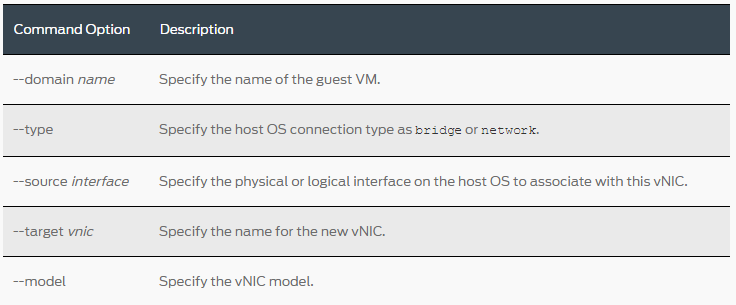 Command Option Description
--domain name Specify the name of the guest VM.
--type Specify the host OS connection type as bridge or network.
--source interface Specify the physical or logical interface on the host OS to associate with this vNIC.
--target vnic Specify the name for the new vNIC.
--model Specify the vNIC model.